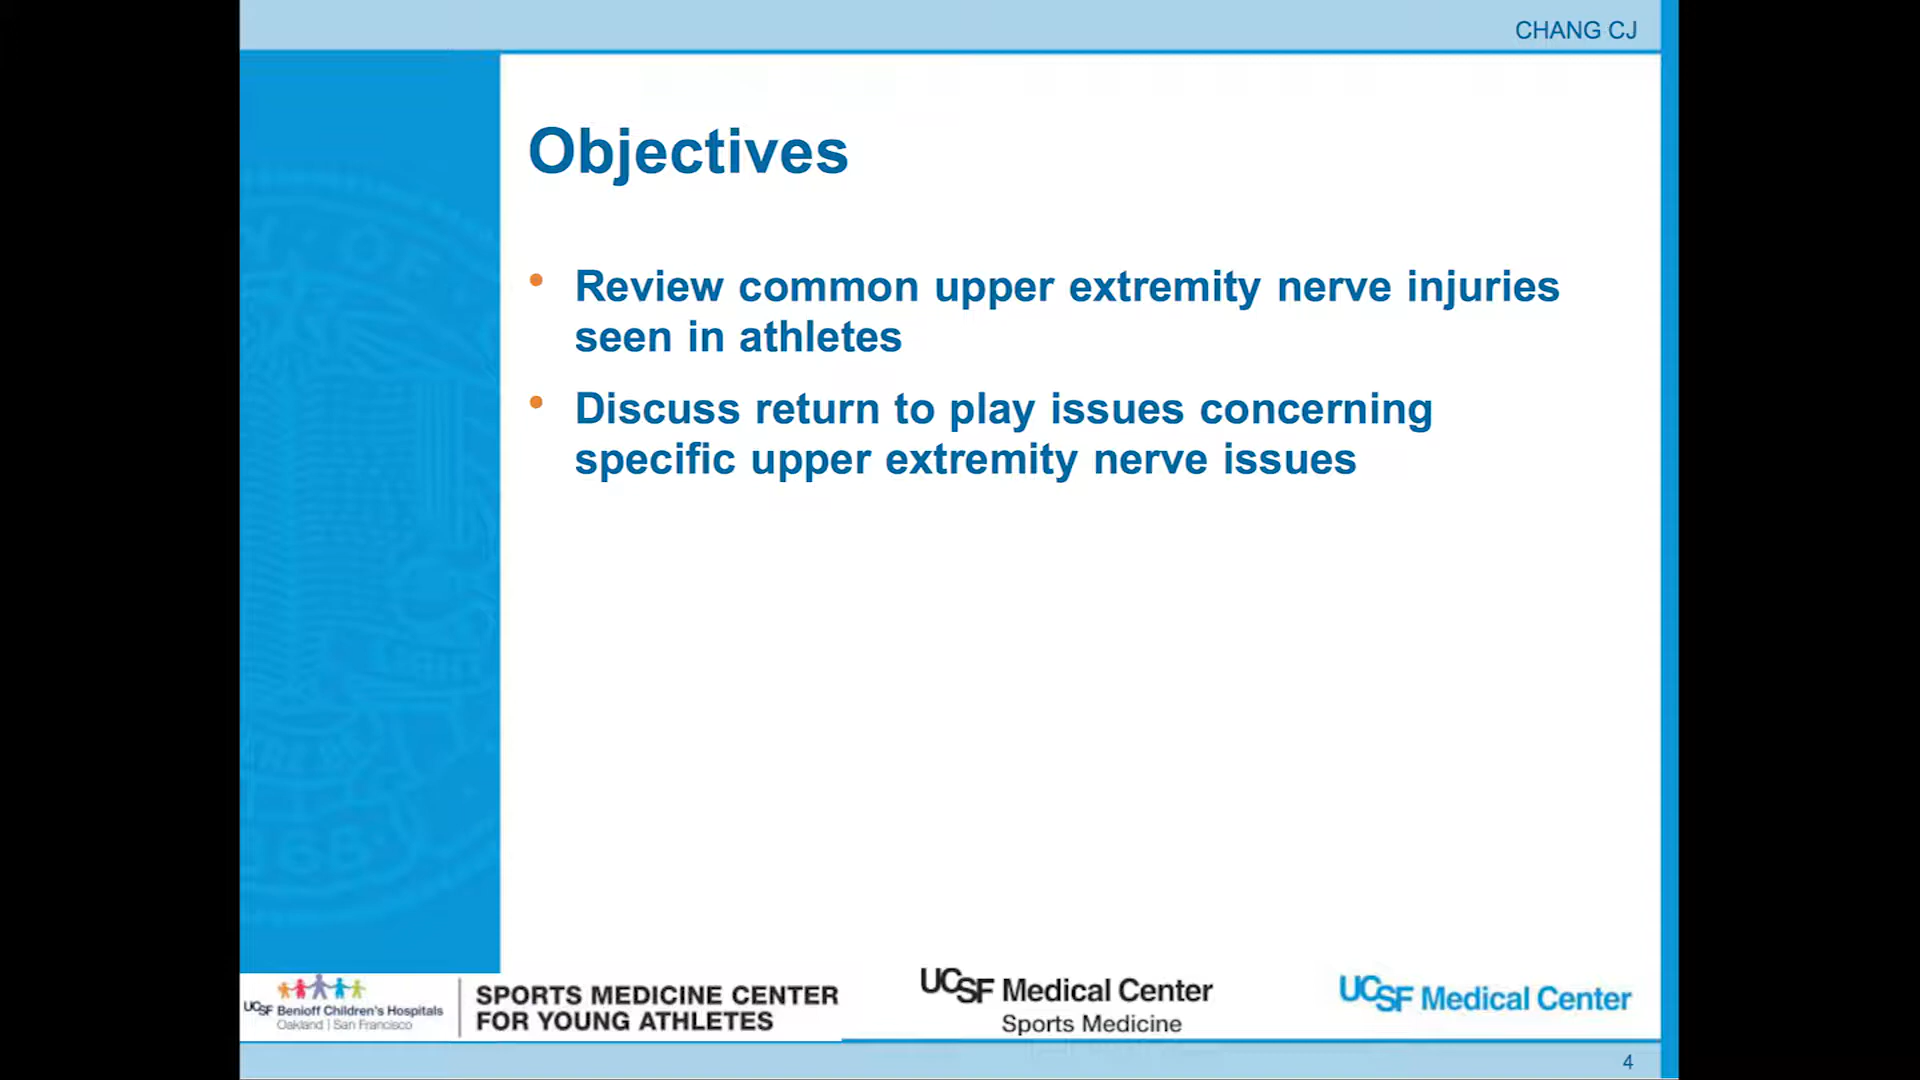 CHANG CJ
Objectives
• Review common upper extremity nerve injuries
seen in athletes
• Discuss return to play issues concerning
specific upper extremity nerve issues
UCSF Benioff Children's Hospitals
Oakland | San Francisco
SPORTS MEDICINE CENTER
FOR YOUNG ATHLETES
UCSF Medical Center
Sports Medicine
UCSF Medical Center
4